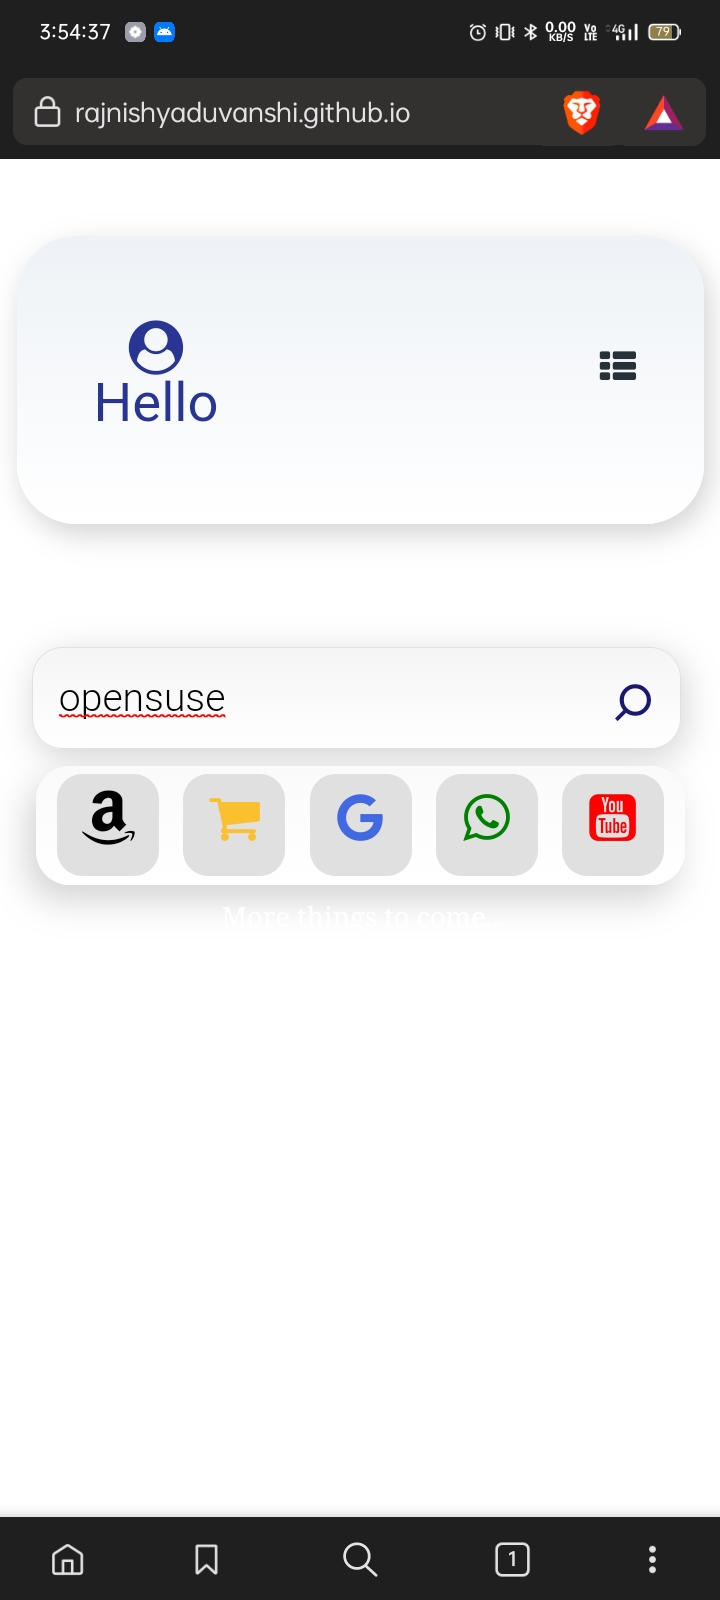 3:54:37 0.00 KB/S Vo LTE 4G 79
rajnishyaduvanshi.github.io
Hello
opensuse
a G You Tube
More things to come...
1